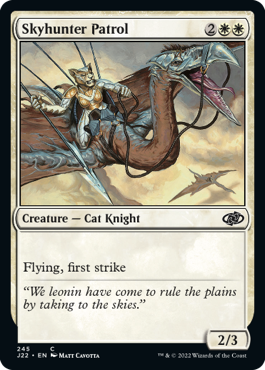 Skyhunter Patrol 2
Creature — Cat Knight
Flying, first strike
“We leonin have come to rule the plains
by taking to the skies.”
2/3
245 C
J22 • EN Matt Cavotta ™ & © 2022 Wizards of the Coast